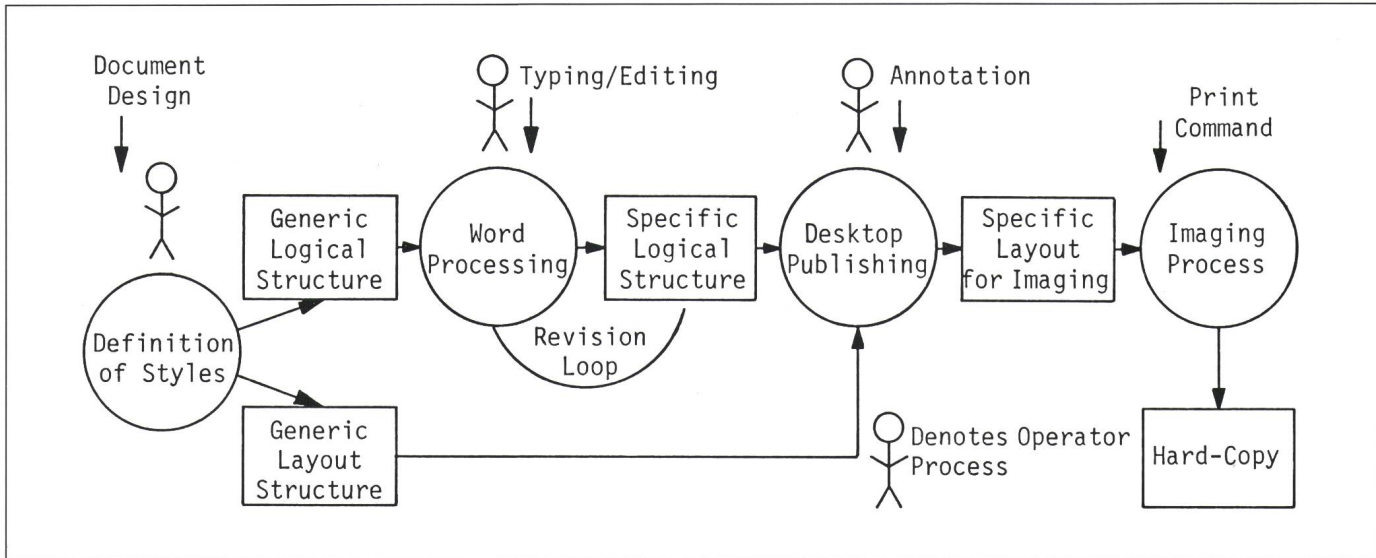 Document
Design
Typing/Editing
Annotation
Print
Command
Generic
Logical
Structure
Word
Processing
Specific
Logical
Structure
Desktop
Publishing
Specific
Layout
for Imaging
Imaging
Process
Definition
of Styles
Revision
Loop
Generic
Layout
Structure
Denotes Operator
Process
Hard-Copy